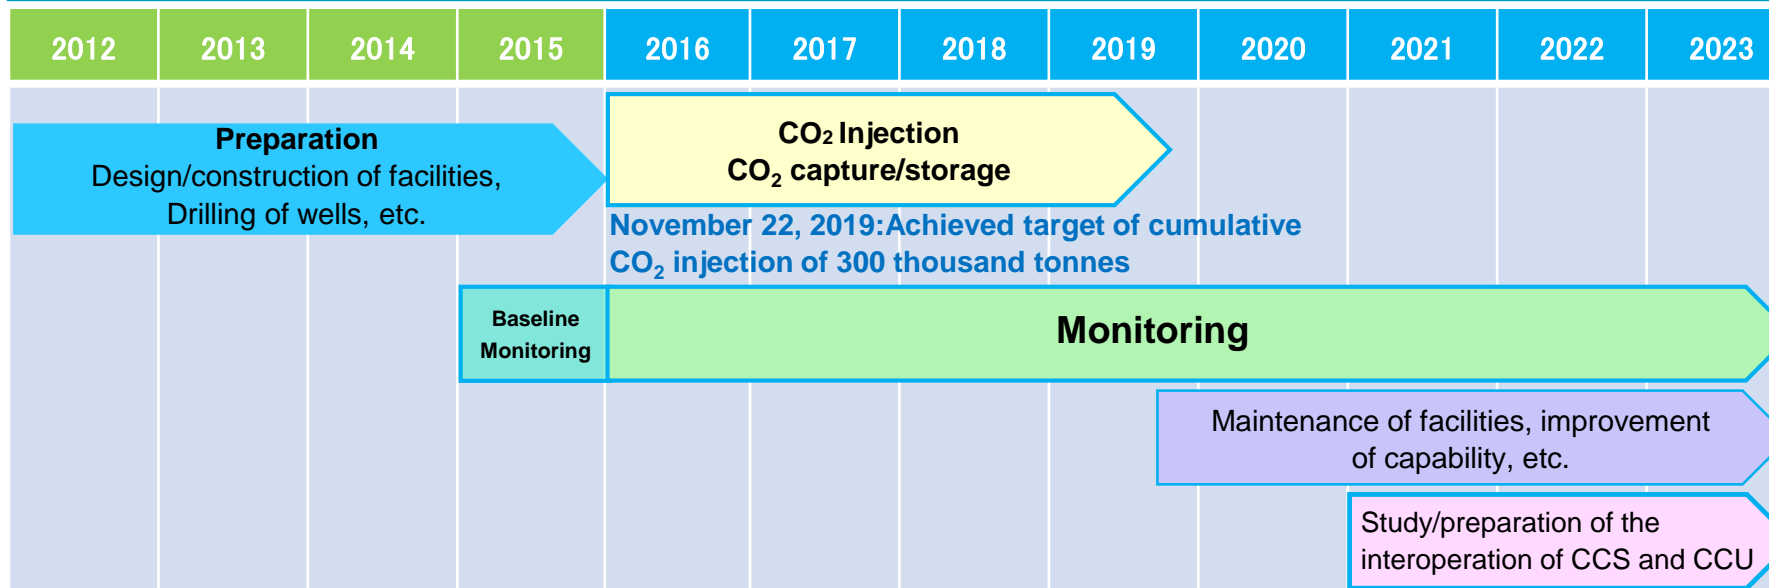 2012 2013 2014 2015 2016 2017 2018 2019 2020 2021 2022 2023
Preparation
Design/construction of facilities,
Drilling of wells, etc.
CO2 Injection
CO2 capture/storage
November 22, 2019:Achieved target of cumulative
CO2 injection of 300 thousand tonnes
Baseline
Monitoring
Monitoring
Maintenance of facilities, improvement
of capability, etc.
Study/preparation of the
interoperation of CCS and CCU